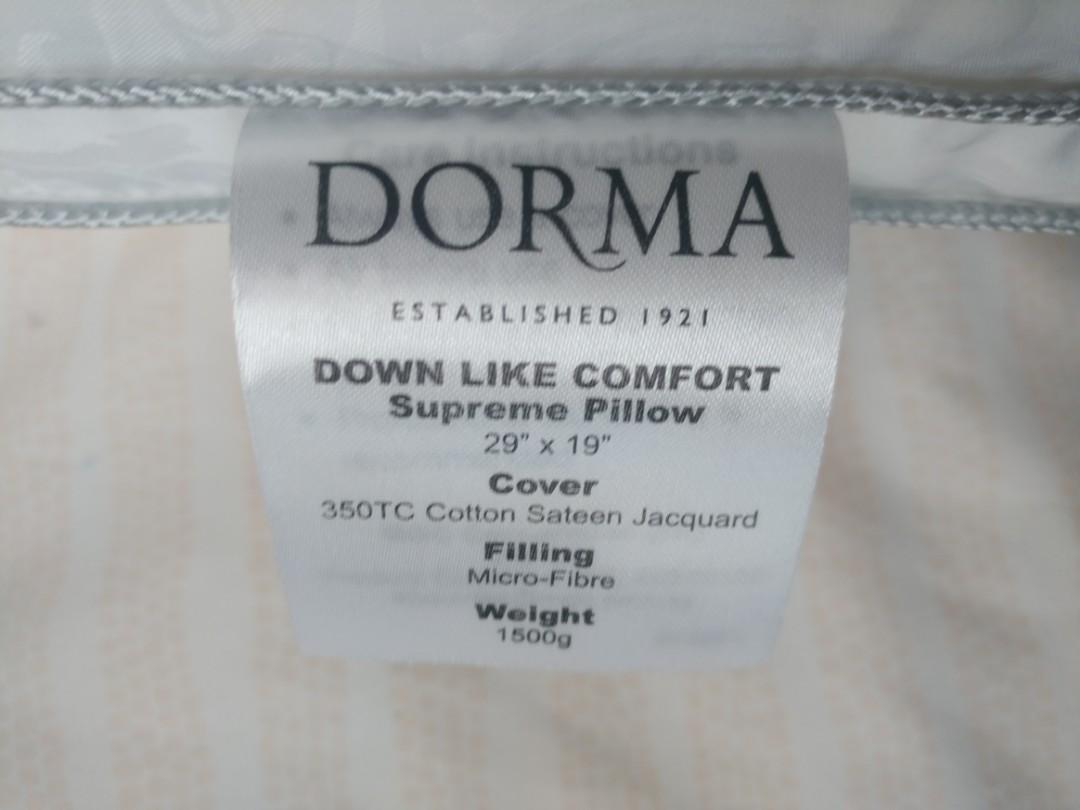 DORMA
ESTABLISHED 1921
DOWN LIKE COMFORT
Supreme Pillow
29" x 19"
Cover
350TC Cotton Sateen Jacquard
Filling
Micro-Fibre
Weight
1500g